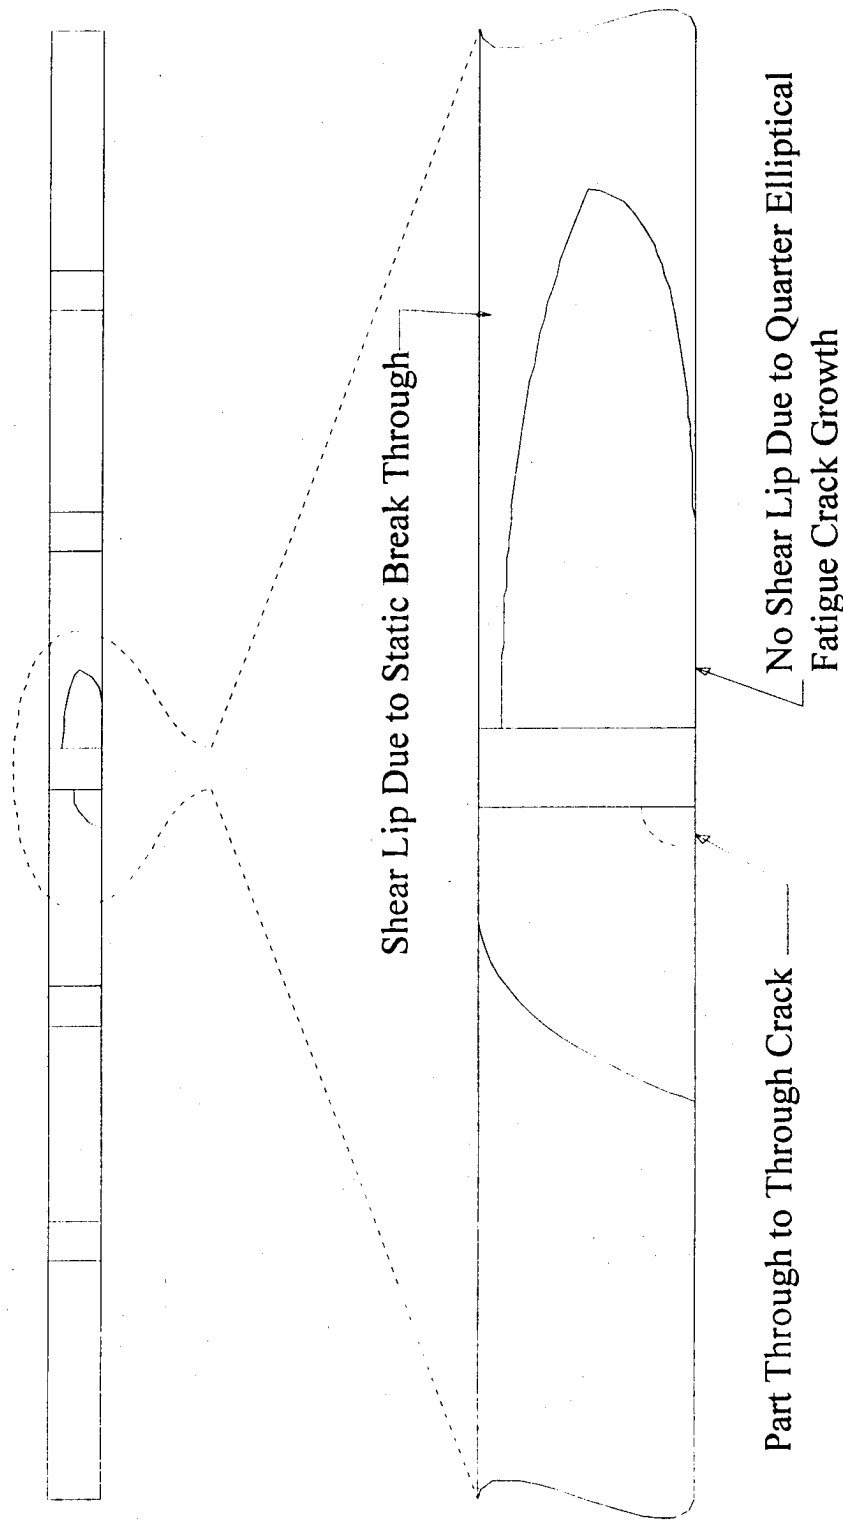 Shear Lip Due to Static Break Through
No Shear Lip Due to Quarter Elliptical
Fatigue Crack Growth
Part Through to Through Crack